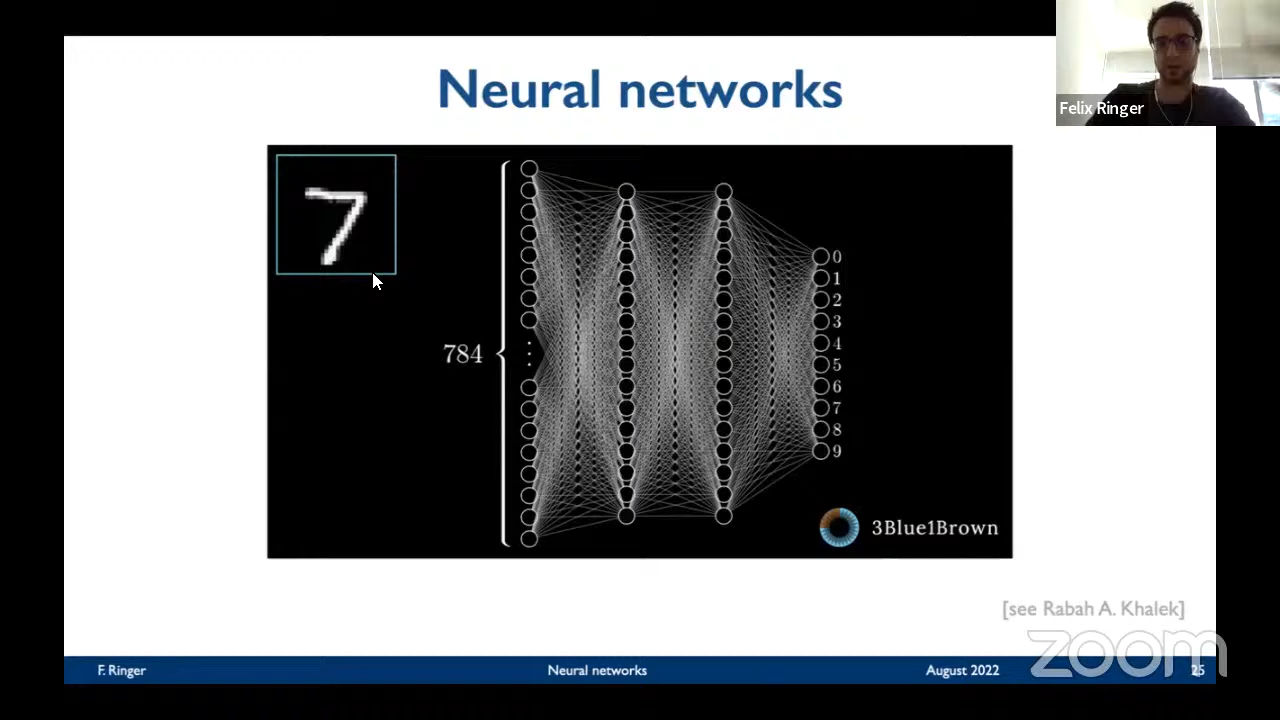 Neural networks
Felix Ringer
7
784
0
1
2
3
4
5
6
7
8
9
3Blue1Brown
[see Rabah A. Khalek]
zoom
F. Ringer Neural networks August 2022 25